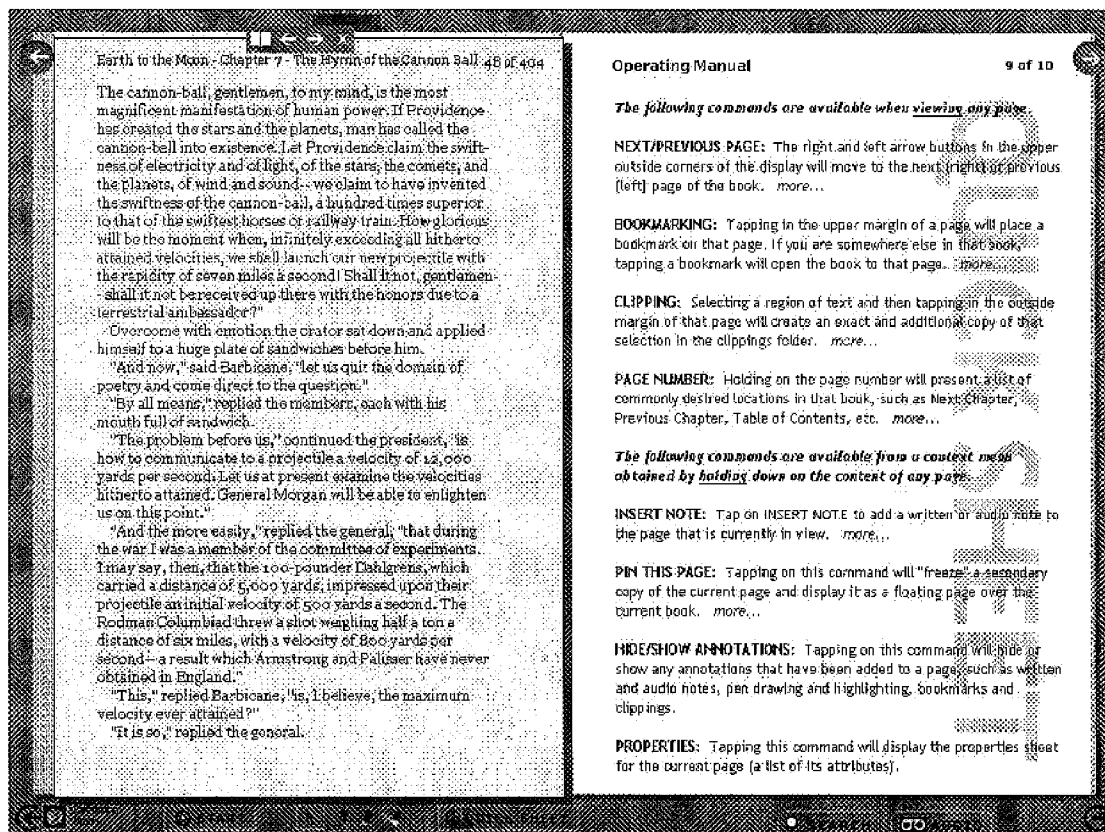 Earth to the Moon - Chapter 7 - The Hymn of the Cannon Ball 48 of 404
The cannon-ball, gentlemen, to my mind, is the most
magnificent manifestation of human power. If Providence
has created the stars and the planets, man has called the
cannon-ball into existence. Let Providence claim the swift-
ness of electricity and of light, of the stars, the comets, and
the planets, of wind and sound-- we claim to have invented
the swiftness of the cannon-ball, a hundred times superior
to that of the swiftest horses or railway train. How glorious
will be the moment when, infinitely exceeding all hitherto
attained velocities, we shall launch our new projectile with
the rapidity of seven miles a second! Shall it not, gentlemen-
- shall it not be received up there with the honors due to a
terrestrial ambassador?"
Overcome with emotion the orator sat down and applied
himself to a huge plate of sandwiches before him.
"And now," said Barbicane, "let us quit the domain of
poetry and come direct to the question."
"By all means," replied the members, each with his
mouth full of sandwich.
"The problem before us," continued the president, "is
how to communicate to a projectile a velocity of 12,000
yards per second. Let us at present examine the velocities
hitherto attained. General Morgan will be able to enlighten
us on this point."
"And the more easily," replied the general, "that during
the war I was a member of the committee of experiments.
I may say, then, that the 100-pounder Dahlgrens, which
carried a distance of 5,000 yards, impressed upon their
projectile an initial velocity of 500 yards a second. The
Rodman Columbiad threw a shot weighing half a ton a
distance of six miles, with a velocity of 800 yards per
second-- a result which Armstrong and Palisser have never
obtained in England."
"This," replied Barbicane, "is, I believe, the maximum
velocity ever attained?"
"It is so," replied the general.
Operating Manual 9 of 10
The following commands are available when viewing any page.
NEXT/PREVIOUS PAGE: The right and left arrow buttons in the upper
outside corners of the display will move to the next (right) or previous
(left) page of the book. more...
BOOKMARKING: Tapping in the upper margin of a page will place a
bookmark on that page. If you are somewhere else in that book,
tapping a bookmark will open the book to that page. more...
CLIPPING: Selecting a region of text and then tapping in the outside
margin of that page will create an exact and additional copy of that
selection in the clippings folder. more...
PAGE NUMBER: Holding on the page number will present a list of
commonly desired locations in that book, such as Next Chapter,
Previous Chapter, Table of Contents, etc. more...
The following commands are available from a context menu
obtained by holding down on the content of any page.
INSERT NOTE: Tap on INSERT NOTE to add a written or audio note to
the page that is currently in view. more...
PIN THIS PAGE: Tapping on this command will "freeze" a secondary
copy of the current page and display it as a floating page over the
current book. more...
HIDE/SHOW ANNOTATIONS: Tapping on this command will hide or
show any annotations that have been added to a page, such as written
and audio notes, pen drawing and highlighting, bookmarks and
clippings.
PROPERTIES: Tapping this command will display the properties sheet
for the current page (a list of its attributes).